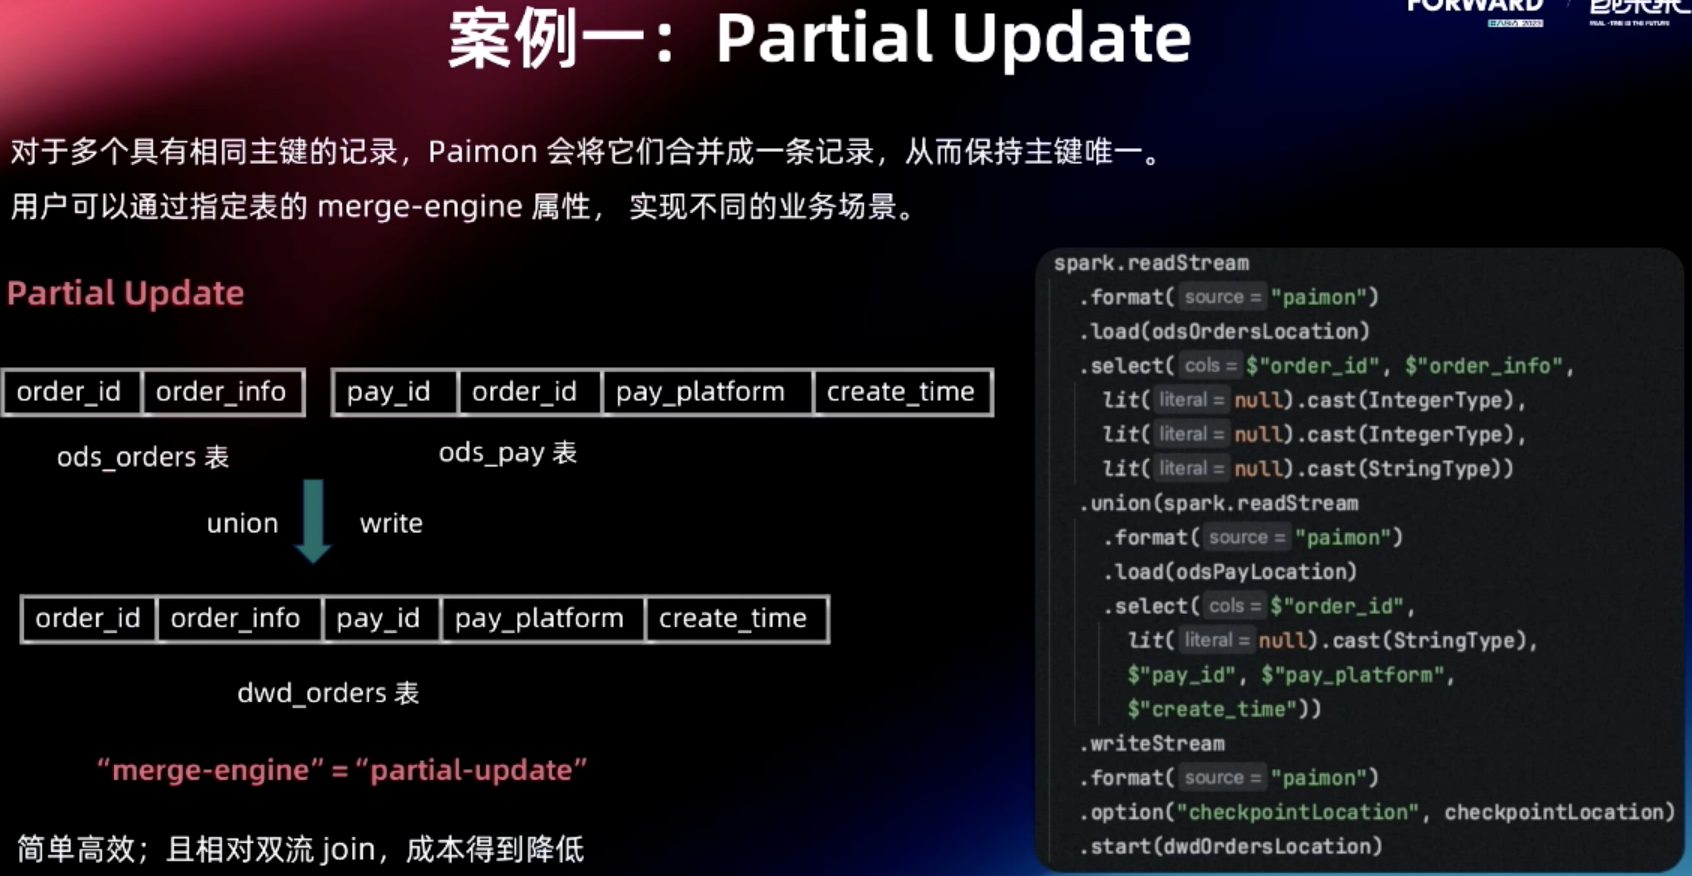 FORWARD
#ASIA 2023
REAL-TIME IS THE FUTURE
案例一：Partial Update
对于多个具有相同主键的记录，Paimon 会将它们合并成一条记录，从而保持主键唯一。
用户可以通过指定表的 merge-engine 属性， 实现不同的业务场景。
Partial Update
order_id order_info
pay_id order_id pay_platform create_time
ods_orders 表
ods_pay 表
union write
order_id order_info pay_id pay_platform create_time
dwd_orders 表
“merge-engine” = “partial-update”
简单高效；且相对双流 join，成本得到降低
spark.readStream
.format( source = "paimon")
.load(odsOrdersLocation)
.select( cols = $"order_id", $"order_info",
lit( literal = null).cast(IntegerType),
lit( literal = null).cast(IntegerType),
lit( literal = null).cast(StringType))
.union(spark.readStream
.format( source = "paimon")
.load(odsPayLocation)
.select( cols = $"order_id",
lit( literal = null).cast(StringType),
$"pay_id", $"pay_platform",
$"create_time"))
.writeStream
.format( source = "paimon")
.option("checkpointLocation", checkpointLocation)
.start(dwdOrdersLocation)